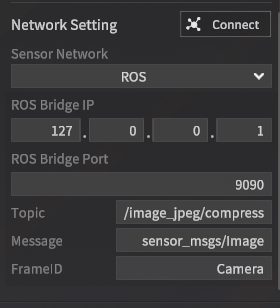 Network Setting
Connect
Sensor Network
ROS
ROS Bridge IP
127 . 0 . 0 . 1
ROS Bridge Port
9090
Topic /image_jpeg/compress
Message sensor_msgs/Image
FrameID Camera